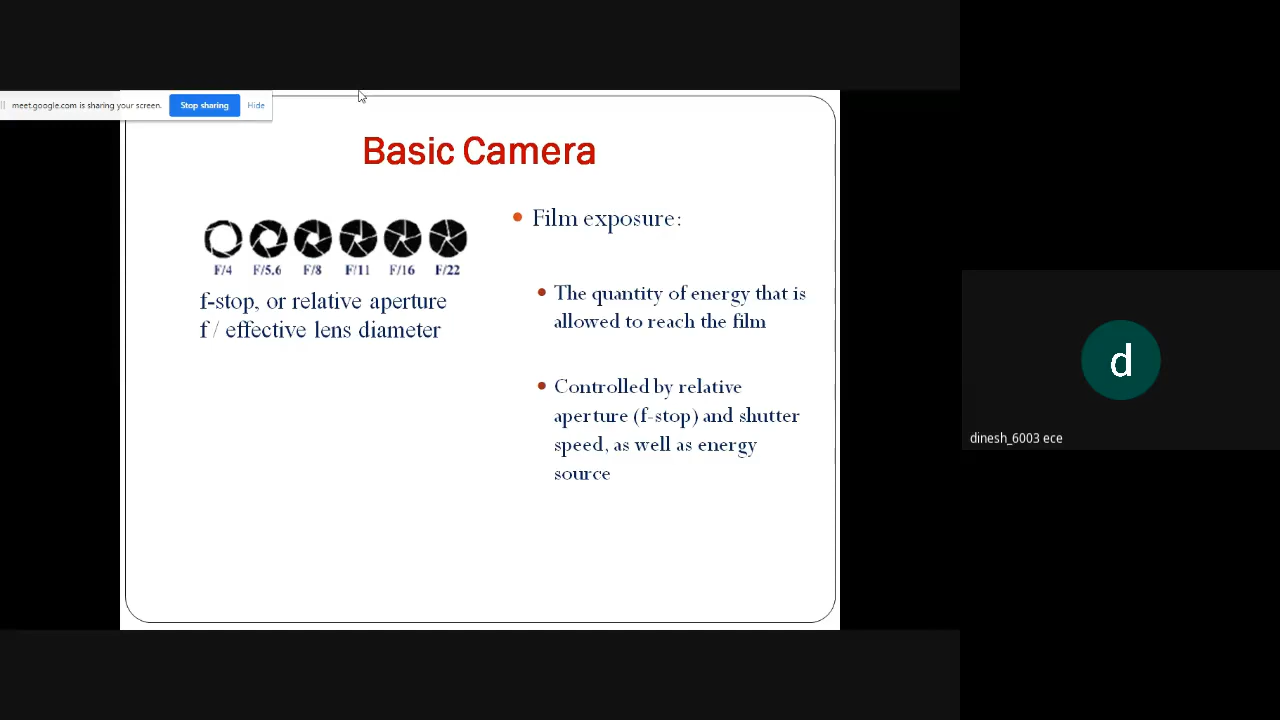 meet.google.com is sharing your screen.
Stop sharing
Hide
Basic Camera
F/4 F/5.6 F/8 F/11 F/16 F/22
f-stop, or relative aperture
f / effective lens diameter
Film exposure:
The quantity of energy that is
allowed to reach the film
Controlled by relative
aperture (f-stop) and shutter
speed, as well as energy
source
d
dinesh_6003 ece